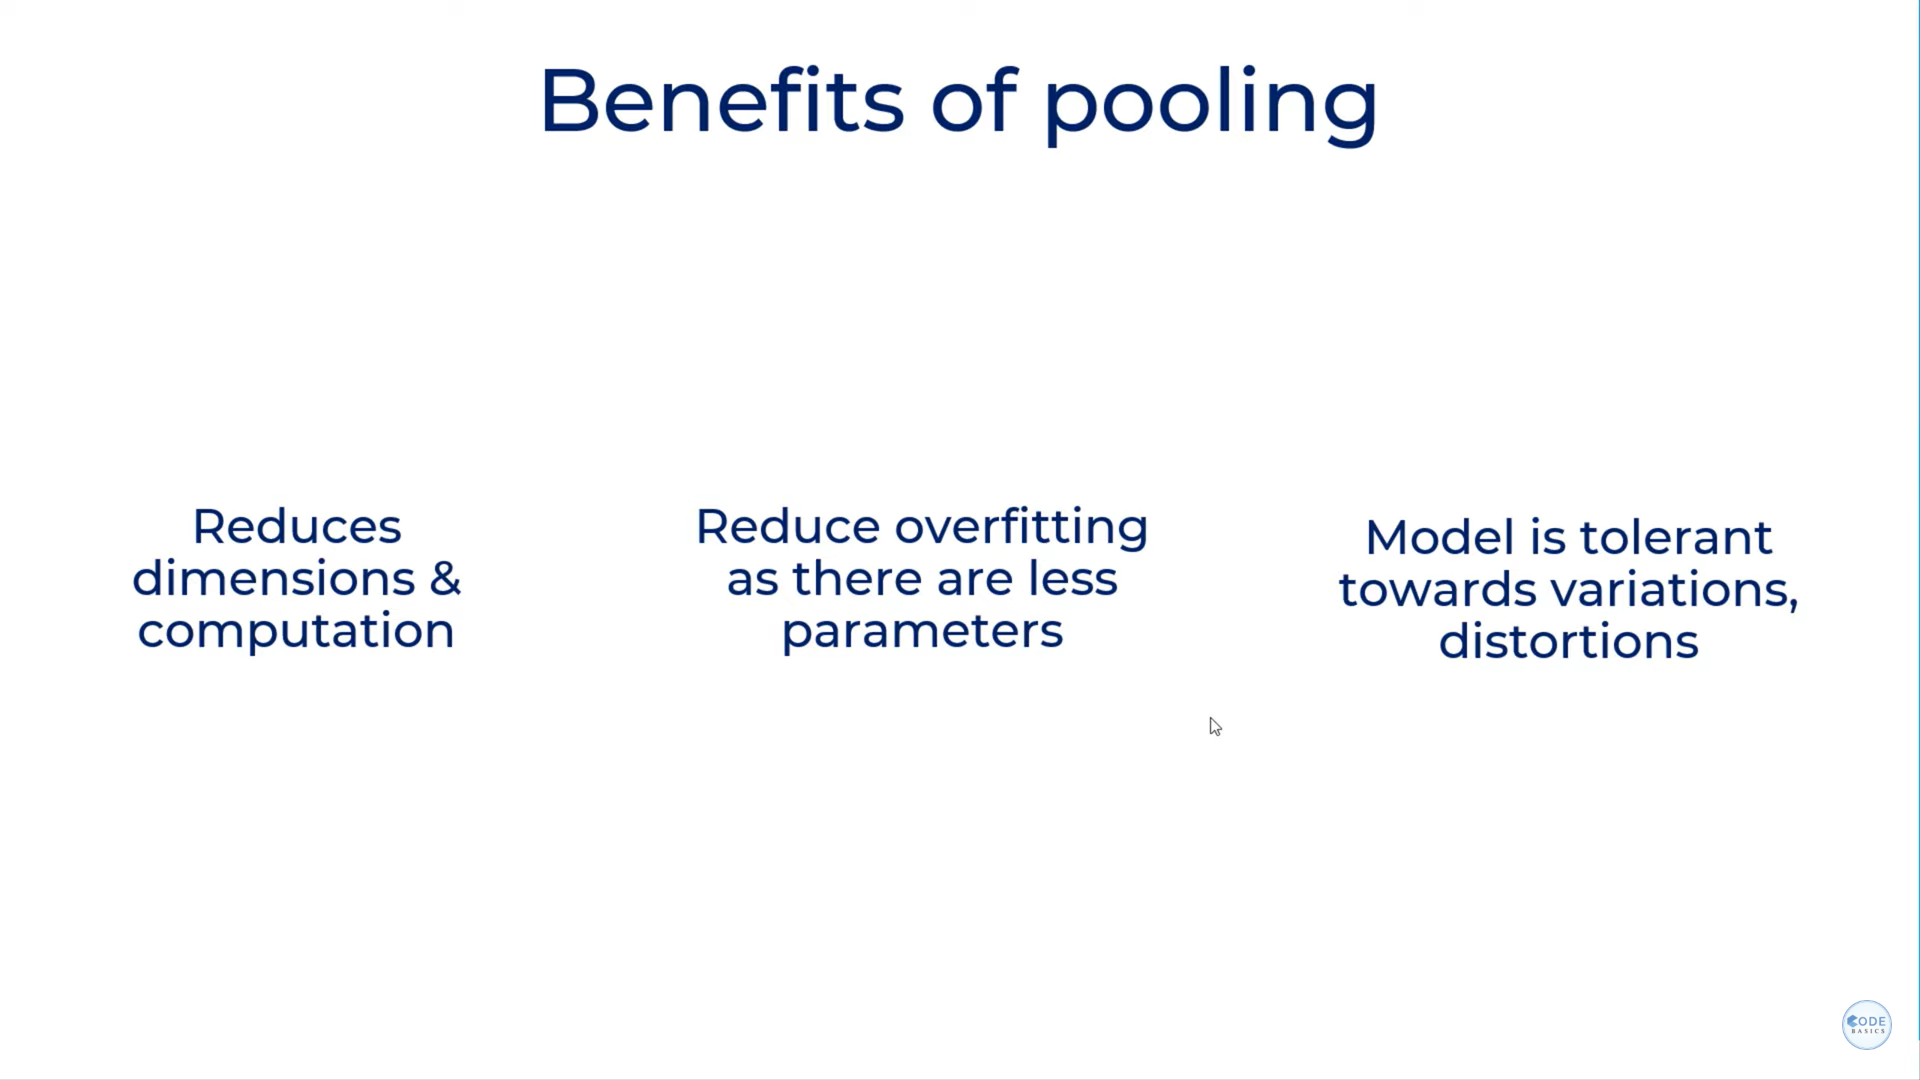 Benefits of pooling
Reduces
dimensions &
computation
Reduce overfitting
as there are less
parameters
Model is tolerant
towards variations,
distortions
CODE
BASICS